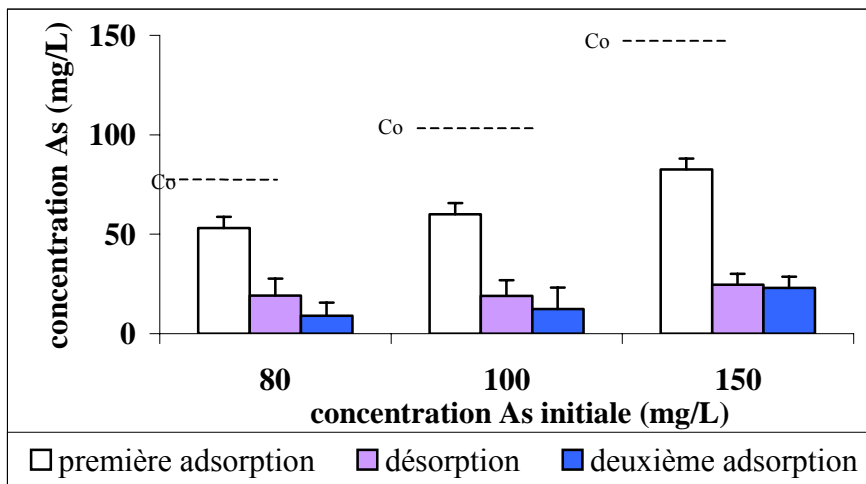 150
100
50
0
concentration As (mg/L)
Co
Co
Co
80 100 150
concentration As initiale (mg/L)
première adsorption désorption deuxième adsorption